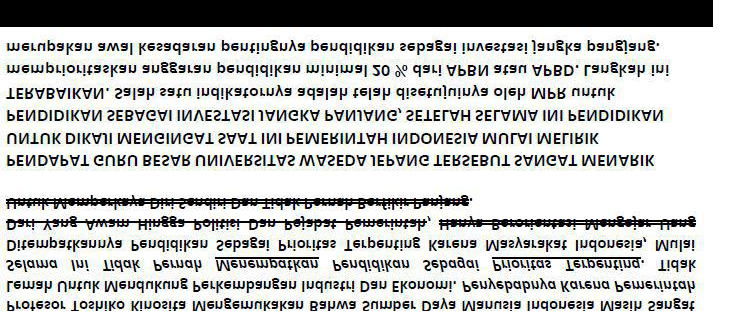 Profesor Toshiko Kinosita Mengemukakan Bahwa Sumber Daya Manusia Indonesia Masih Sangat
Lemah Untuk Mendukung Perkembangan Industri Dan Ekonomi. Penyebabnya Karena Pemerintah
Selama Ini Tidak Pernah Menempatkan Pendidikan Sebagai Prioritas Terpenting. Tidak
Ditempatkannya Pendidikan Sebagai Prioritas Terpenting Karena Masyarakat Indonesia, Mulai
Dari Yang Awam Hingga Politisi Dan Pejabat Pemerintah, Hanya Berorientasi Mengejar Uang
Untuk Memperkaya Diri Sendiri Dan Tidak Pernah Berfikir Panjang.
PENDAPAT GURU BESAR UNIVERSITAS WASEDA JEPANG TERSEBUT SANGAT MENARIK
UNTUK DIKAJI MENGINGAT SAAT INI PEMERINTAH INDONESIA MULAI MELIRIK
PENDIDIKAN SEBAGAI INVESTASI JANGKA PANJANG, SETELAH SELAMA INI PENDIDIKAN
TERABAIKAN. Salah satu indikatornya adalah telah disetujuinya oleh MPR untuk
memprioritaskan anggaran pendidikan minimal 20 % dari APBN atau APBD. Langkah ini
merupakan awal kesadaran pentingnya pendidikan sebagai investasi jangka pangjang.